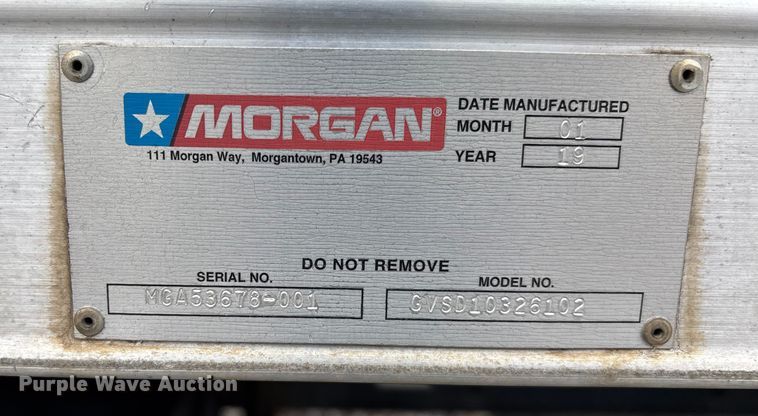 MORGAN®
111 Morgan Way, Morgantown, PA 19543
DATE MANUFACTURED
MONTH 01
YEAR 19
DO NOT REMOVE
SERIAL NO. MODEL NO.
MGA53678-001 GVSD10326102
Purple Wave Auction